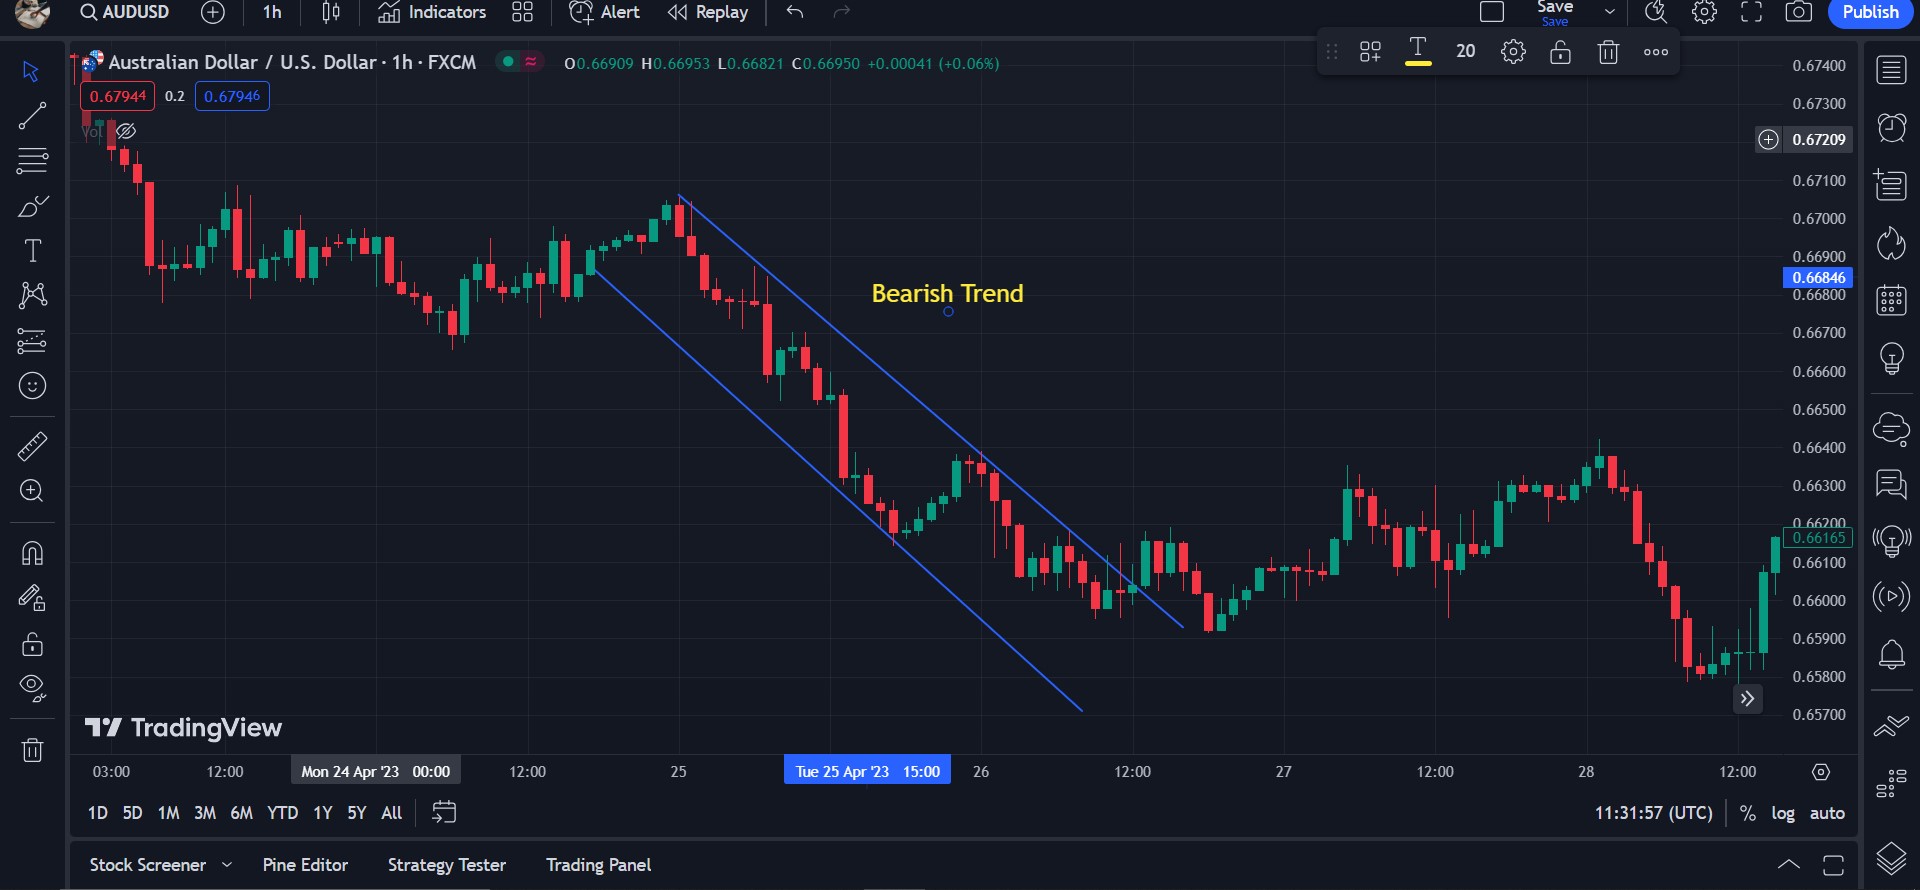 AUDUSD 1h Indicators Alert Replay Save Publish
Save
Australian Dollar / U.S. Dollar · 1h · FXCM O0.66909 H0.66953 L0.66821 C0.66950 +0.00041 (+0.06%)
T 20
0.67944 0.2 0.67946
Vol
0.67400
0.67300
0.67209
0.67100
0.67000
0.66900
0.66846
0.66800
0.66700
0.66600
0.66500
0.66400
0.66300
0.66200
0.66165
0.66100
0.66000
0.65900
0.65800
0.65700
Bearish Trend
TradingView
03:00 12:00 Mon 24 Apr '23 00:00 12:00 25 Tue 25 Apr '23 15:00 26 12:00 27 12:00 28 12:00
1D 5D 1M 3M 6M YTD 1Y 5Y All 11:31:57 (UTC) % log auto
Stock Screener Pine Editor Strategy Tester Trading Panel